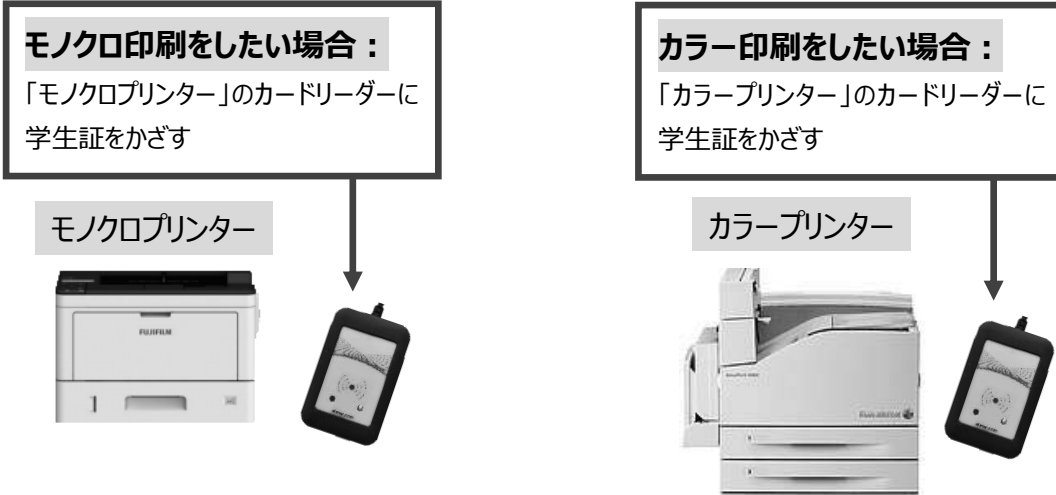 モノクロ印刷をしたい場合：
「モノクロプリンター」のカードリーダーに
学生証をかざす
モノクロプリンター
FUJIFILM
カラー印刷をしたい場合：
「カラープリンター」のカードリーダーに
学生証をかざす
カラープリンター
FUJI XEROX